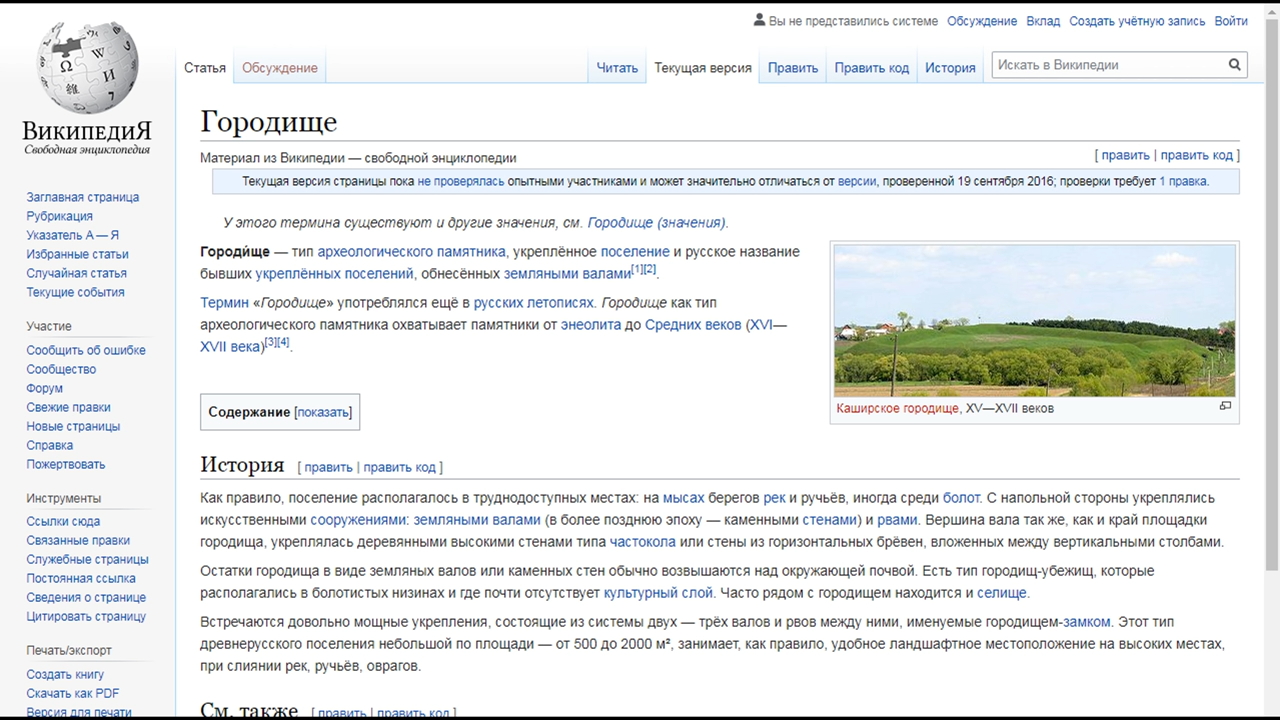 Вы не представились системе Обсуждение Вклад Создать учётную запись Войти
Статья Обсуждение Читать Текущая версия Править Править код История Искать в Википедии
ВикипедиЯ
Свободная энциклопедия
Заглавная страница
Рубрикация
Указатель А — Я
Избранные статьи
Случайная статья
Текущие события
Участие
Сообщить об ошибке
Сообщество
Форум
Свежие правки
Новые страницы
Справка
Пожертвовать
Инструменты
Ссылки сюда
Связанные правки
Служебные страницы
Постоянная ссылка
Сведения о странице
Цитировать страницу
Печать/экспорт
Создать книгу
Скачать как PDF
Версия для печати
Городище
Материал из Википедии — свободной энциклопедии [ править | править код ]
Текущая версия страницы пока не проверялась опытными участниками и может значительно отличаться от версии, проверенной 19 сентября 2016; проверки требует 1 правка.
У этого термина существуют и другие значения, см. Городище (значения).
Городи́ще — тип археологического памятника, укреплённое поселение и русское название
бывших укреплённых поселений, обнесённых земляными валами[1][2].
Термин «Городище» употреблялся ещё в русских летописях. Городище как тип
археологического памятника охватывает памятники от энеолита до Средних веков (XVI—
XVII века)[3][4].
Каширское городище, XV—XVII веков
Содержание [показать]
История [ править | править код ]
Как правило, поселение располагалось в труднодоступных местах: на мысах берегов рек и ручьёв, иногда среди болот. С напольной стороны укреплялись
искусственными сооружениями: земляными валами (в более позднюю эпоху — каменными стенами) и рвами. Вершина вала так же, как и край площадки
городища, укреплялась деревянными высокими стенами типа частокола или стены из горизонтальных брёвен, вложенных между вертикальными столбами.
Остатки городища в виде земляных валов или каменных стен обычно возвышаются над окружающей почвой. Есть тип городищ-убежищ, которые
располагались в болотистых низинах и где почти отсутствует культурный слой. Часто рядом с городищем находится и селище.
Встречаются довольно мощные укрепления, состоящие из системы двух — трёх валов и рвов между ними, именуемые городищем-замком. Этот тип
древнерусского поселения небольшой по площади — от 500 до 2000 м², занимает, как правило, удобное ландшафтное местоположение на высоких местах,
при слиянии рек, ручьёв, оврагов.
См. также [ править | править код ]